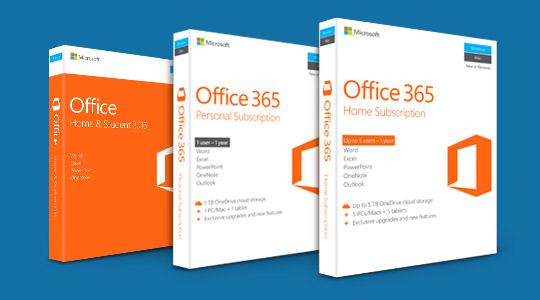 Microsoft
Office
Home & Student 2016
Word
Excel
PowerPoint
OneNote
Office
Microsoft
Office 365
Personal Subscription
1 user – 1 year
Word
Excel
PowerPoint
OneNote
Outlook
1 TB OneDrive cloud storage
1 PC/Mac + 1 tablet
Exclusive upgrades and new features
Office 365
Microsoft
Office 365
Home Subscription
Up to 5 users – 1 year
Word
Excel
PowerPoint
OneNote
Outlook
Up to 5 TB OneDrive cloud storage
5 PCs/Macs + 5 tablets
Exclusive upgrades and new features
Office 365